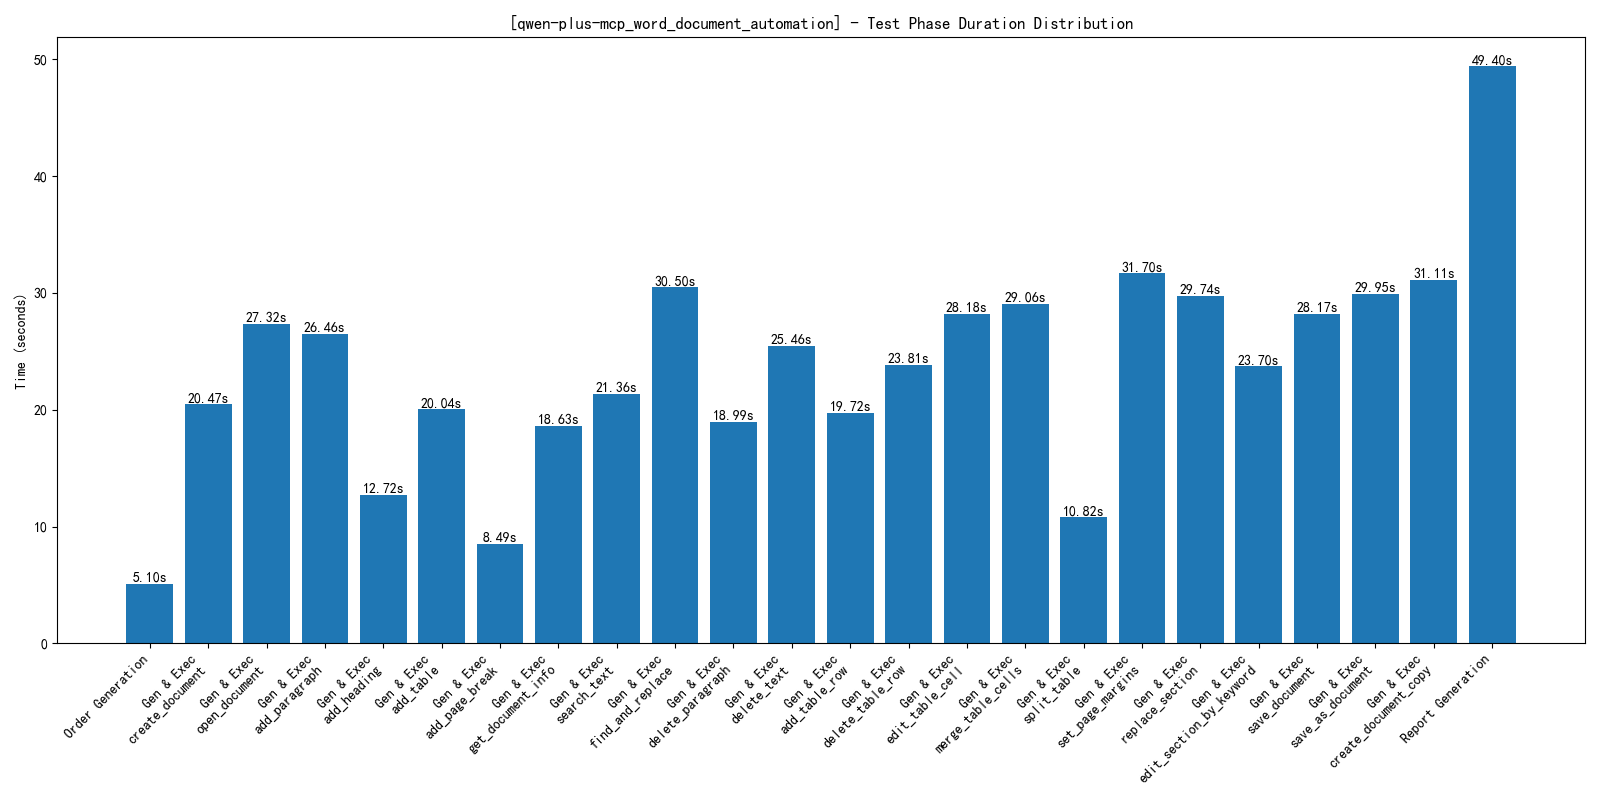 [qwen-plus-mcp_word_document_automation] - Test Phase Duration Distribution
Time (seconds)
50
40
30
20
10
0
5.10s
20.47s
27.32s
26.46s
12.72s
20.04s
8.49s
18.63s
21.36s
30.50s
18.99s
25.46s
19.72s
23.81s
28.18s
29.06s
10.82s
31.70s
29.74s
23.70s
28.17s
29.95s
31.11s
49.40s
Order Generation
Gen & Exec
create_document
Gen & Exec
open_document
Gen & Exec
add_paragraph
Gen & Exec
add_heading
Gen & Exec
add_table
Gen & Exec
add_page_break
Gen & Exec
get_document_info
Gen & Exec
search_text
Gen & Exec
find_and_replace
Gen & Exec
delete_paragraph
Gen & Exec
delete_text
Gen & Exec
add_table_row
Gen & Exec
delete_table_row
Gen & Exec
edit_table_cell
Gen & Exec
merge_table_cells
Gen & Exec
split_table
Gen & Exec
set_page_margins
Gen & Exec
replace_section
Gen & Exec
edit_section_by_keyword
Gen & Exec
save_document
Gen & Exec
save_as_document
Gen & Exec
create_document_copy
Report Generation